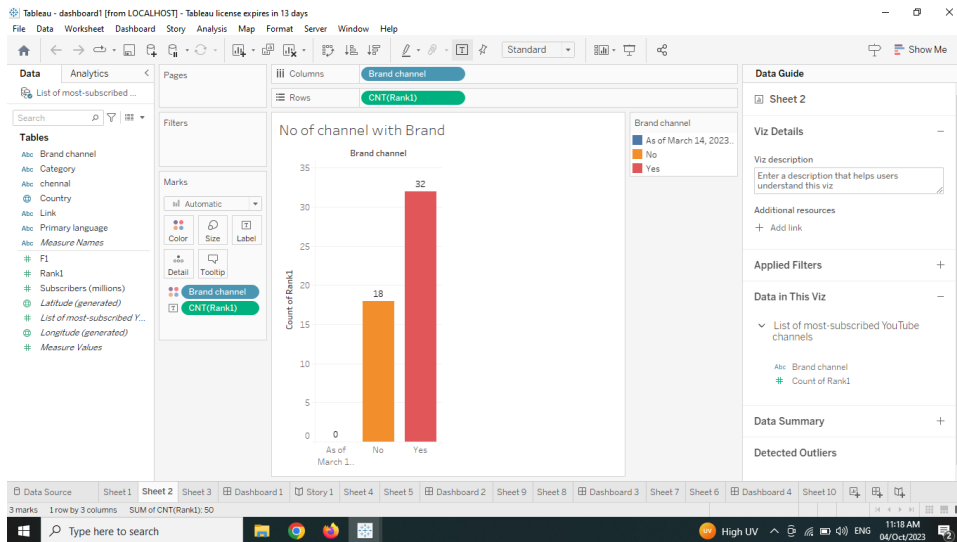 Tableau - dashboard1 [from LOCALHOST] - Tableau license expires in 13 days
File Data Worksheet Dashboard Story Analysis Map Format Server Window Help
Standard
Show Me
Data Analytics
List of most-subscribed ...
Search
Tables
Abc Brand channel
Abc Category
Abc chennal
Country
Abc Link
Abc Primary language
Abc Measure Names
# F1
# Rank1
# Subscribers (millions)
Latitude (generated)
# List of most-subscribed Y...
Longitude (generated)
# Measure Values
Pages
Filters
Marks
Automatic
Color Size Label
Detail Tooltip
Brand channel
CNT(Rank1)
Columns Brand channel
Rows CNT(Rank1)
No of channel with Brand
Brand channel
Count of Rank1
35
30
25
20
15
10
5
0
0
18
32
As of March 1..
No
Yes
Brand channel
As of March 14, 2023..
No
Yes
Data Guide
Sheet 2
Viz Details
Viz description
Enter a description that helps users
understand this viz
Additional resources
+ Add link
Applied Filters
Data in This Viz
List of most-subscribed YouTube
channels
Abc Brand channel
# Count of Rank1
Data Summary
Detected Outliers
Data Source Sheet 1 Sheet 2 Sheet 3 Dashboard 1 Story 1 Sheet 4 Sheet 5 Dashboard 2 Sheet 9 Sheet 8 Dashboard 3 Sheet 7 Sheet 6 Dashboard 4 Sheet 10
3 marks 1 row by 3 columns SUM of CNT(Rank1): 50
Type here to search
UV High UV ENG
11:18 AM
04/Oct/2023
2